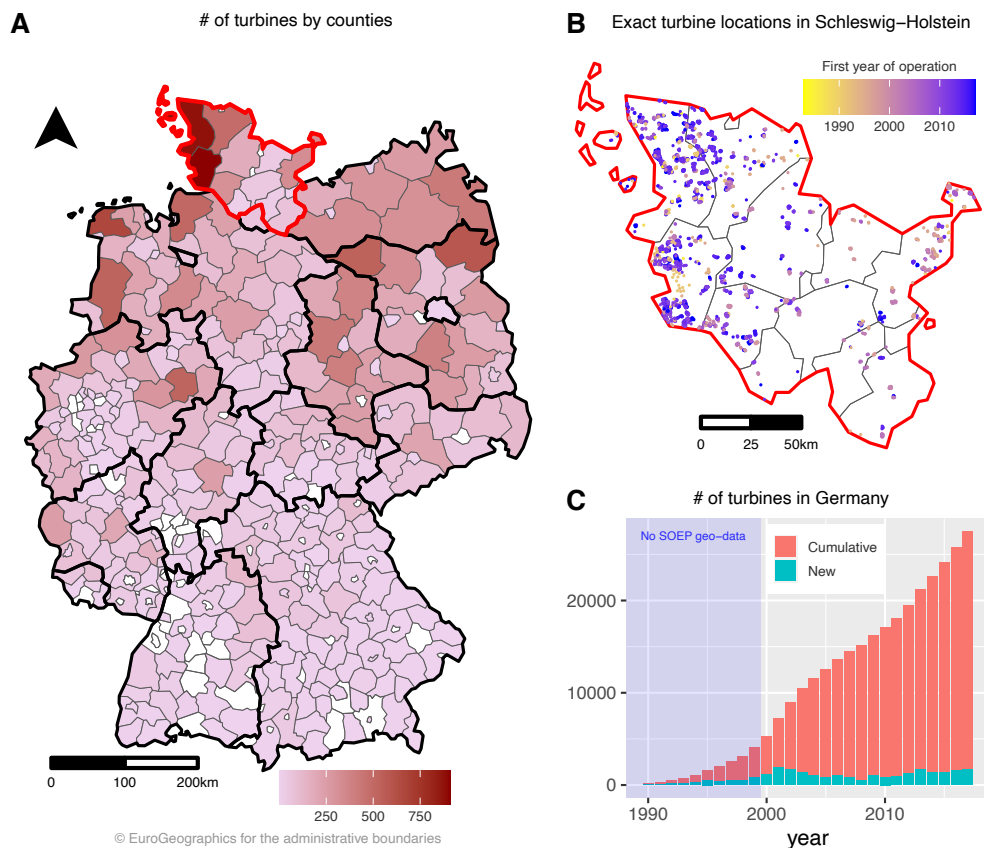 A
# of turbines by counties
0
100
200km
250
500
750
© EuroGeographics for the administrative boundaries
B
Exact turbine locations in Schleswig−Holstein
First year of operation
1990
2000
2010
0
25
50km
C
# of turbines in Germany
No SOEP geo−data
Cumulative
New
20000
10000
0
1990
2000
2010
year